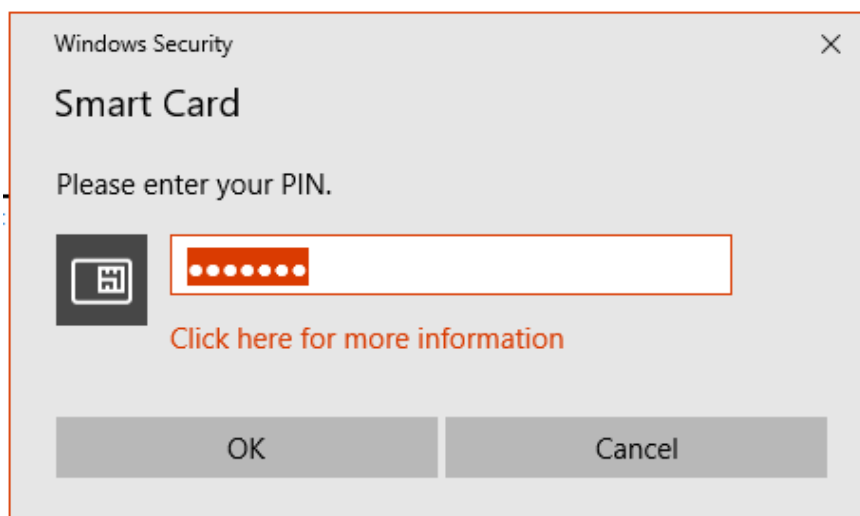 Windows Security
Smart Card
Please enter your PIN.
●●●●●●●
Click here for more information
OK
Cancel